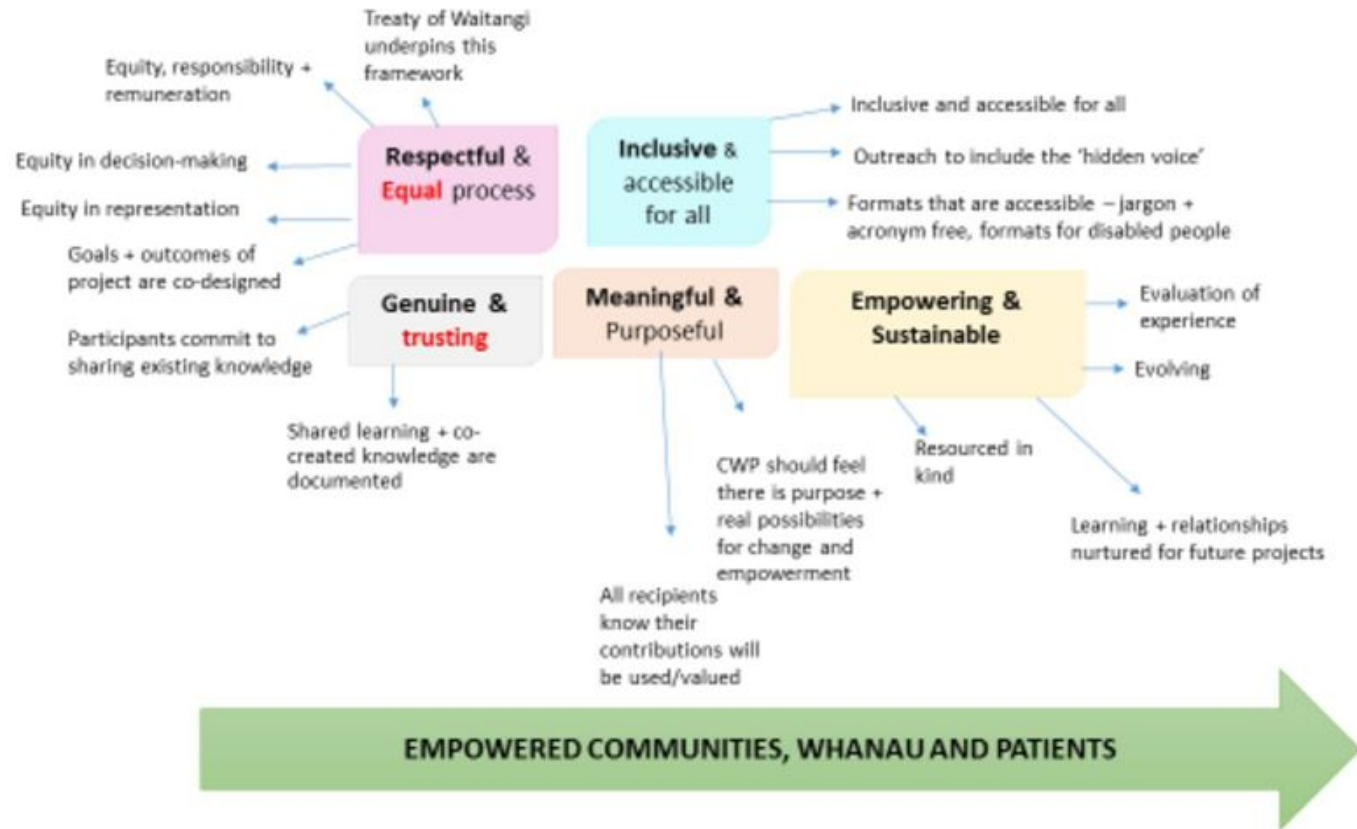 Treaty of Waitangi
underpins this
framework
Equity, responsibility +
remuneration
Equity in decision-making
Equity in representation
Goals + outcomes of
project are co-designed
Respectful &
Equal process
Inclusive &
accessible
for all
Inclusive and accessible for all
Outreach to include the ‘hidden voice’
Formats that are accessible – jargon +
acronym free, formats for disabled people
Genuine &
trusting
Participants commit to
sharing existing knowledge
Shared learning + co-
created knowledge are
documented
Meaningful &
Purposeful
CWP should feel
there is purpose +
real possibilities
for change and
empowerment
All recipients
know their
contributions will
be used/valued
Empowering &
Sustainable
Evaluation of
experience
Evolving
Resourced in
kind
Learning + relationships
nurtured for future projects
EMPOWERED COMMUNITIES, WHANAU AND PATIENTS